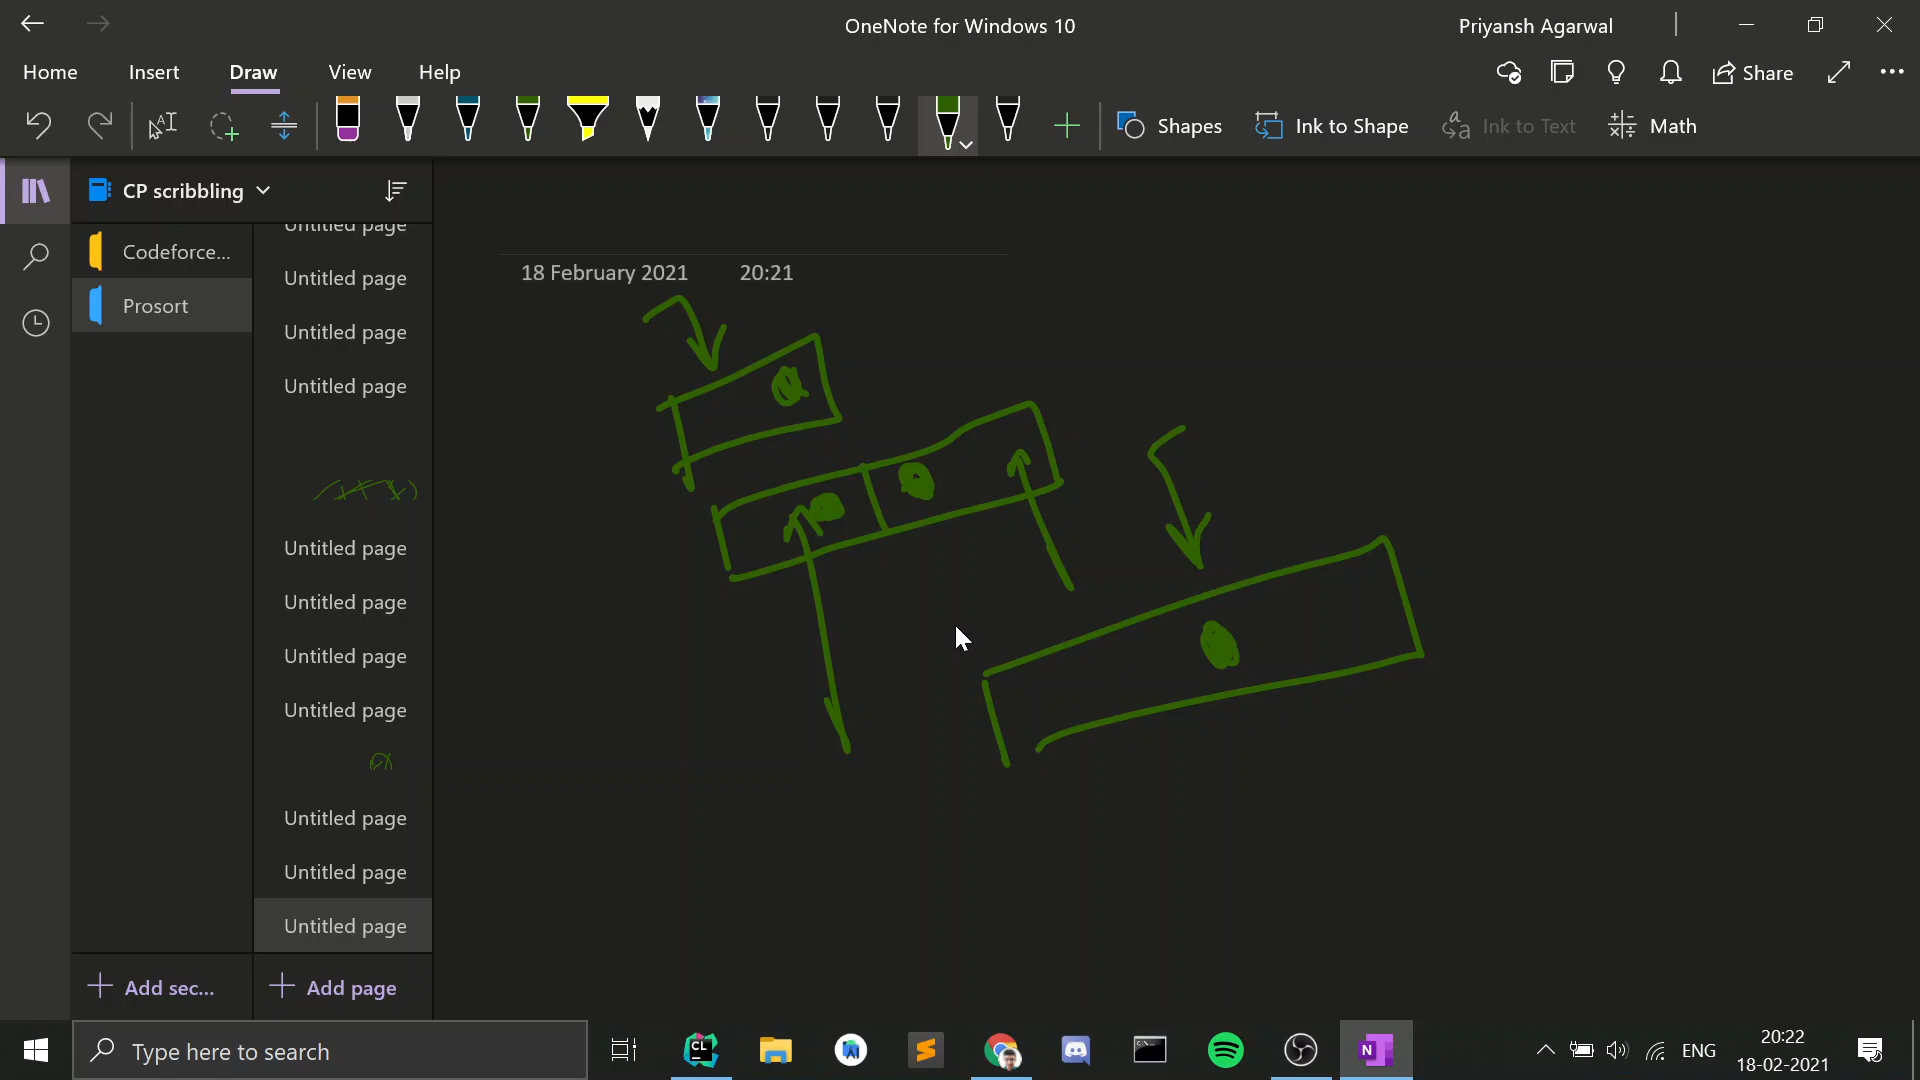 OneNote for Windows 10
Priyansh Agarwal
Home Insert Draw View Help
Share
Shapes Ink to Shape Ink to Text Math
CP scribbling
Codeforce...
Prosort
Untitled page
Untitled page
Untitled page
Untitled page
Untitled page
Untitled page
Untitled page
Untitled page
Untitled page
Untitled page
Untitled page
Add sec...
Add page
18 February 2021 20:21
Type here to search
CL
N
ENG
20:22
18-02-2021